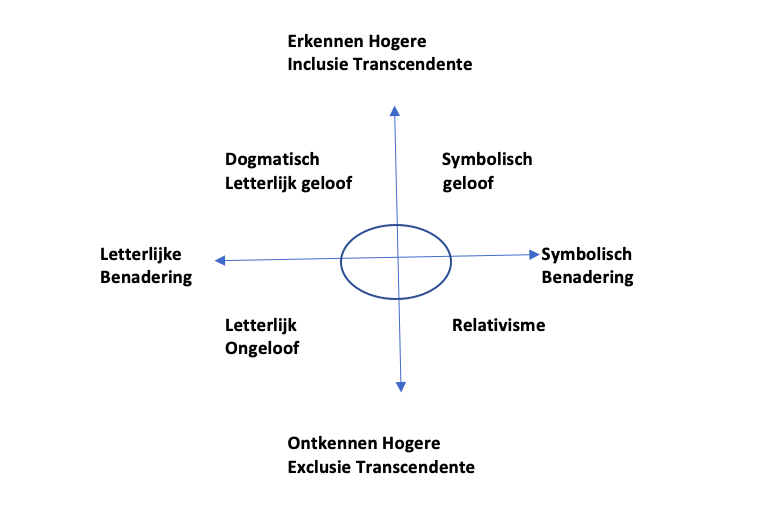 Erkennen Hogere
Inclusie Transcendente
Dogmatisch
Letterlijk geloof
Symbolisch
geloof
Letterlijke
Benadering
Symbolisch
Benadering
Letterlijk
Ongeloof
Relativisme
Ontkennen Hogere
Exclusie Transcendente